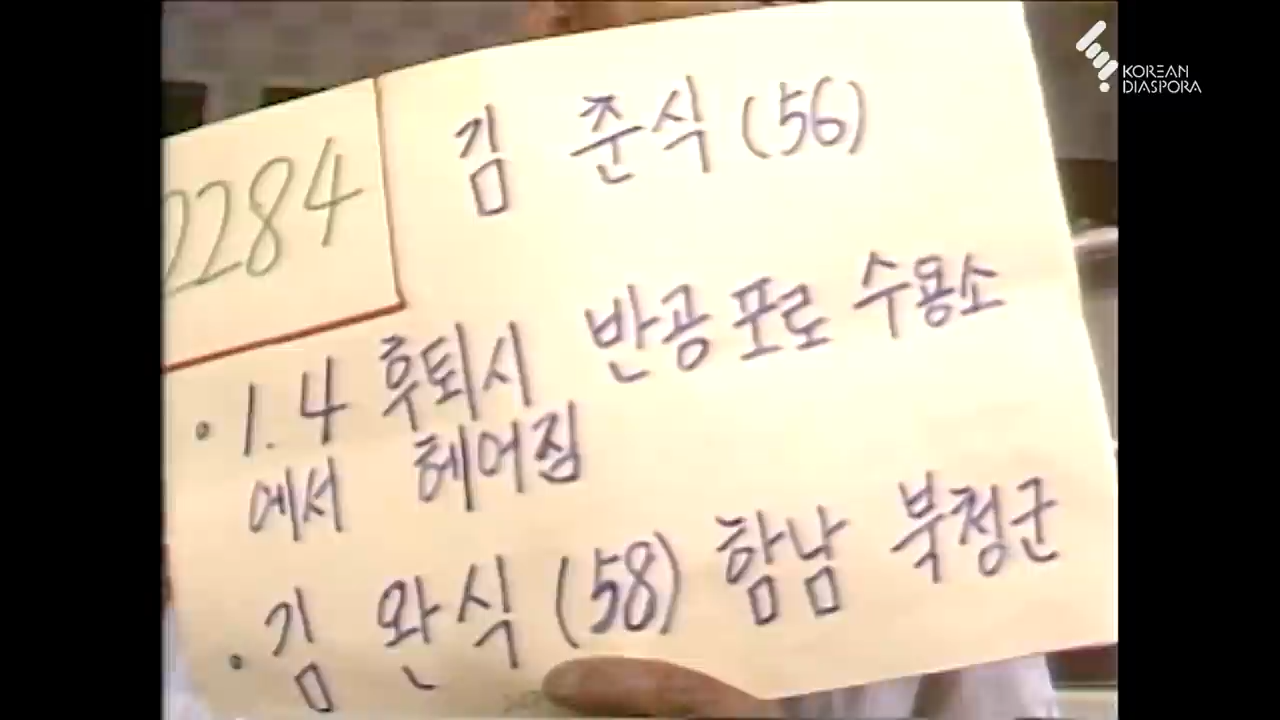 KOREAN
DIASPORA
2284
김 준식 (56)
· 1.4 후퇴시 반공포로 수용소
에서 헤어짐
· 김 완식 (58) 함남 북청군